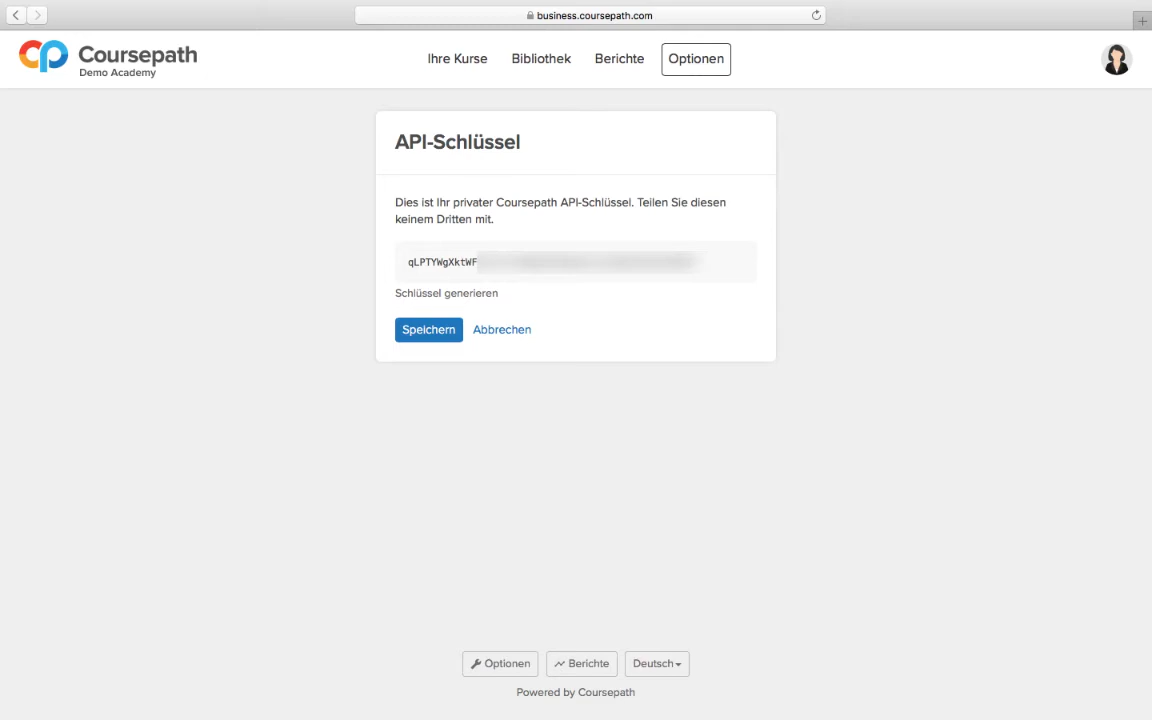 business.coursepath.com
Coursepath
Demo Academy
Ihre Kurse Bibliothek Berichte Optionen
API-Schlüssel
Dies ist Ihr privater Coursepath API-Schlüssel. Teilen Sie diesen
keinem Dritten mit.
qLPTYWgXktWF
Schlüssel generieren
Speichern Abbrechen
Optionen Berichte Deutsch
Powered by Coursepath